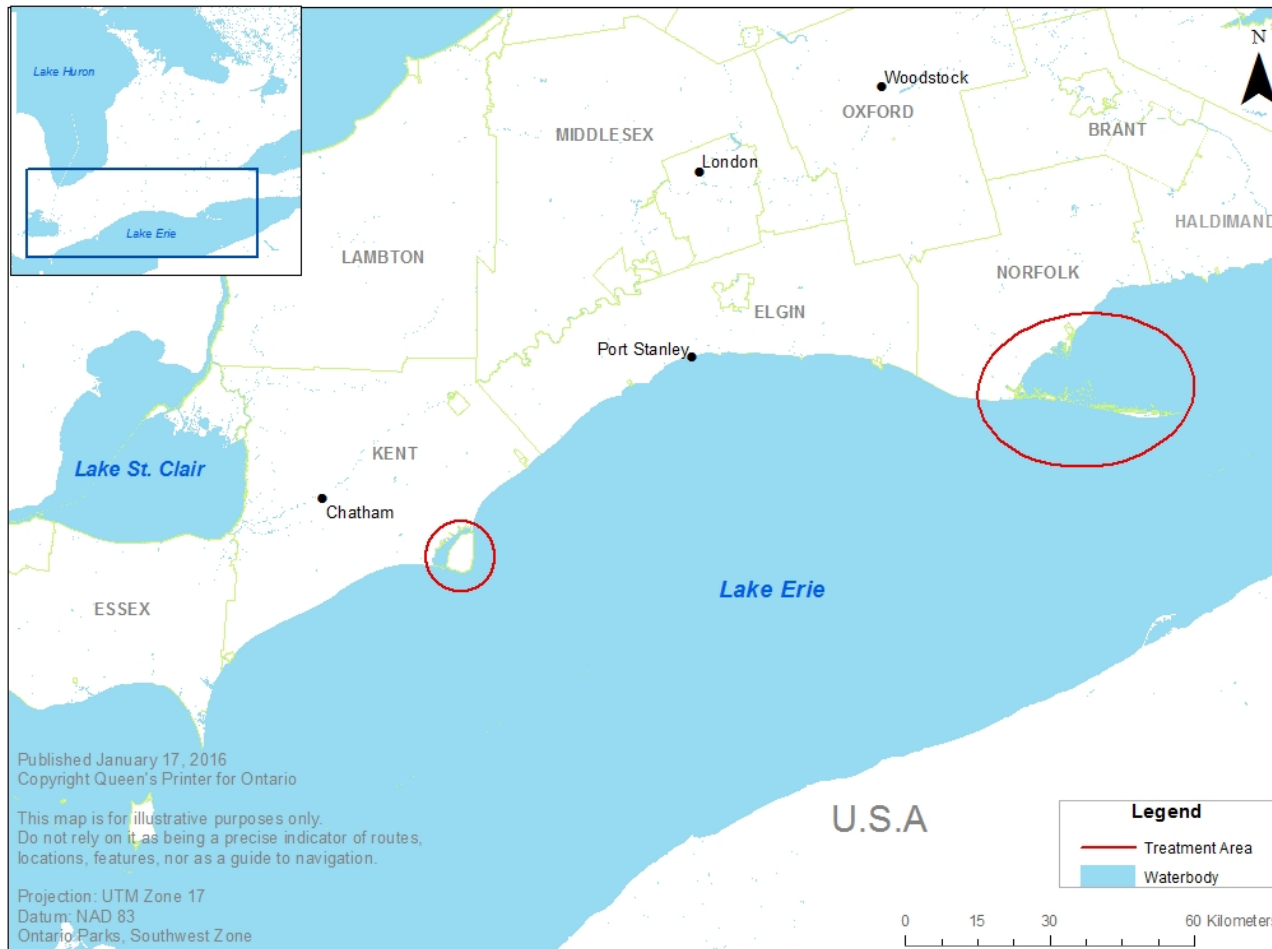 Lake Huron
Lake Erie
N
Woodstock
OXFORD
MIDDLESEX
BRANT
London
HALDIMAND
LAMBTON
NORFOLK
ELGIN
Port Stanley
KENT
Lake St. Clair
Chatham
Lake Erie
ESSEX
Published January 17, 2016
Copyright Queen's Printer for Ontario
This map is for illustrative purposes only.
Do not rely on it as being a precise indicator of routes,
locations, features, nor as a guide to navigation.
Projection: UTM Zone 17
Datum: NAD 83
Ontario Parks, Southwest Zone
U.S.A
Legend
Treatment Area
Waterbody
0 15 30 60 Kilometers